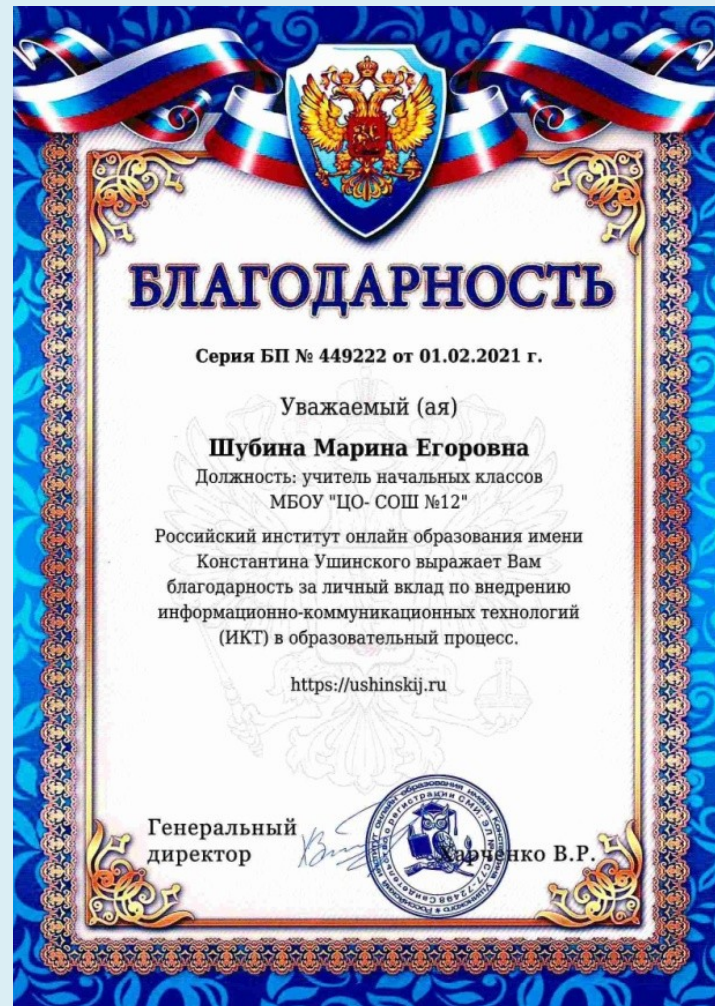 БЛАГОДАРНОСТЬ
Серия БП № 449222 от 01.02.2021 г.
Уважаемый (ая)
Шубина Марина Егоровна
Должность: учитель начальных классов
МБОУ "ЦО- СОШ №12"
Российский институт онлайн образования имени
Константина Ушинского выражает Вам
благодарность за личный вклад по внедрению
информационно-коммуникационных технологий
(ИКТ) в образовательный процесс.
https://ushinskij.ru
Генеральный
директор
Харченко В.Р.